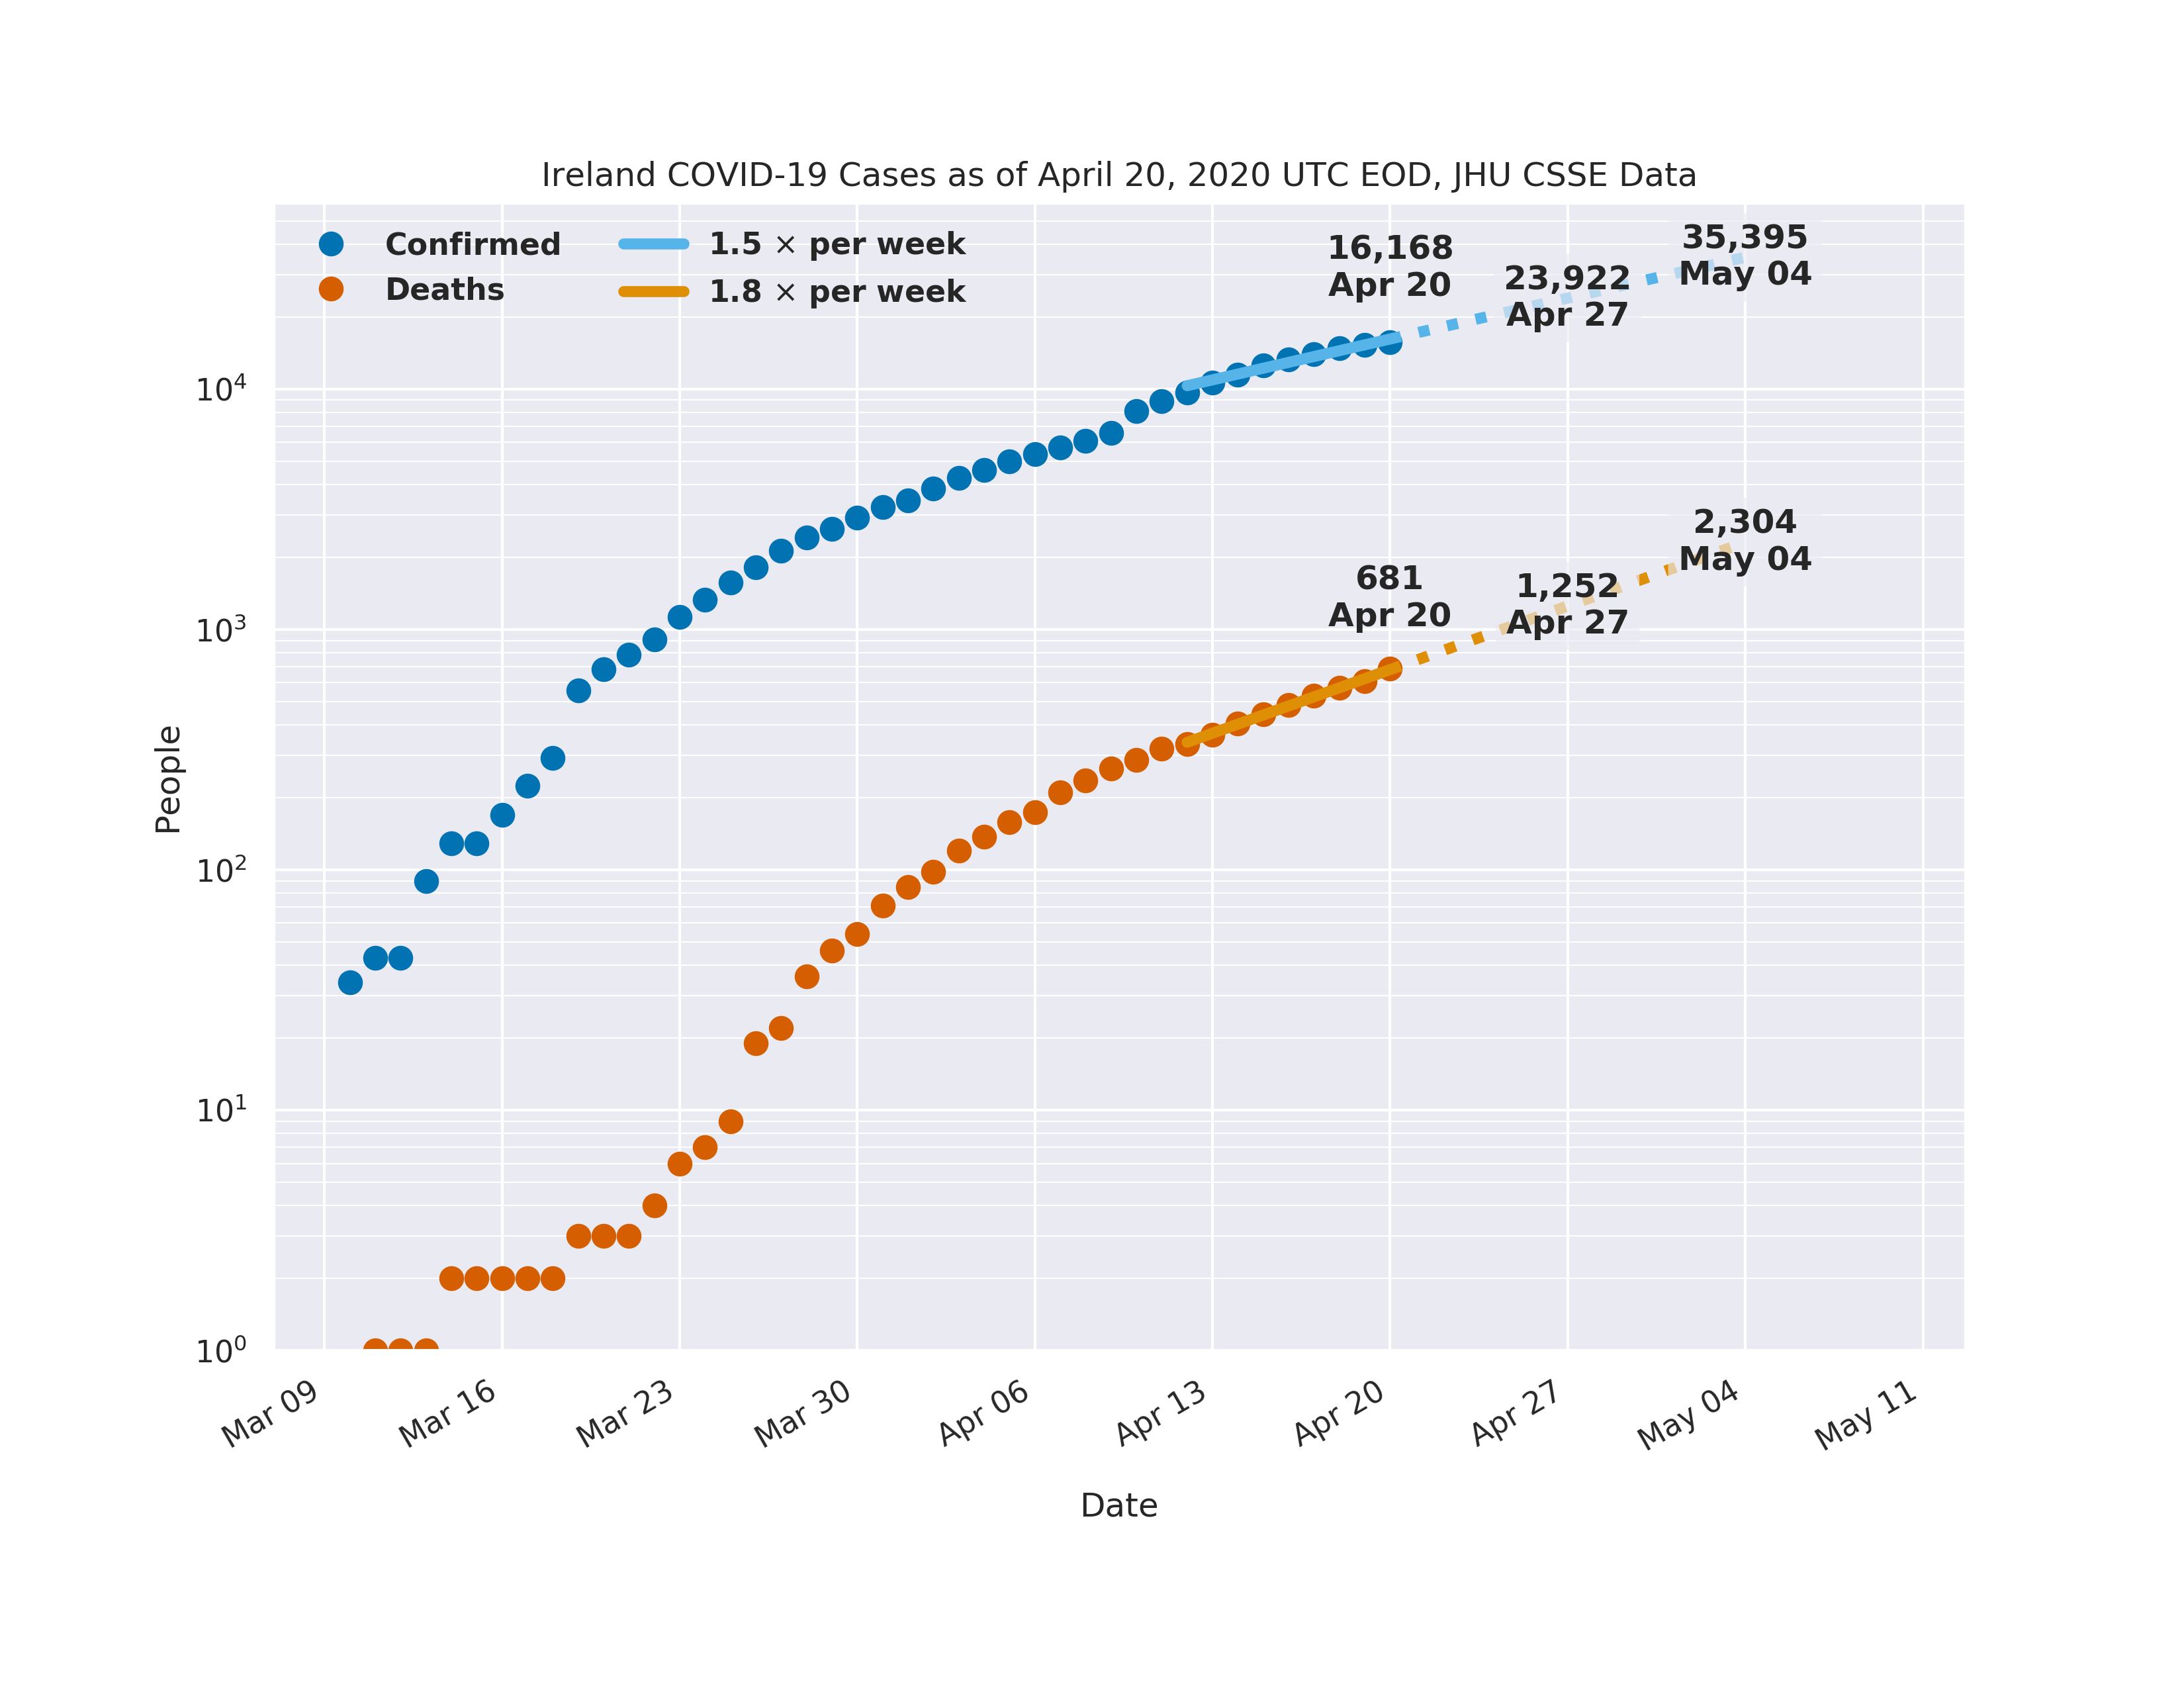 Ireland COVID-19 Cases as of April 20, 2020 UTC EOD, JHU CSSE Data
Confirmed
Deaths
1.5 × per week
1.8 × per week
16,168
Apr 20
23,922
Apr 27
35,395
May 04
681
Apr 20
1,252
Apr 27
2,304
May 04
People
10⁴
10³
10²
10¹
10⁰
Mar 09
Mar 16
Mar 23
Mar 30
Apr 06
Apr 13
Apr 20
Apr 27
May 04
May 11
Date